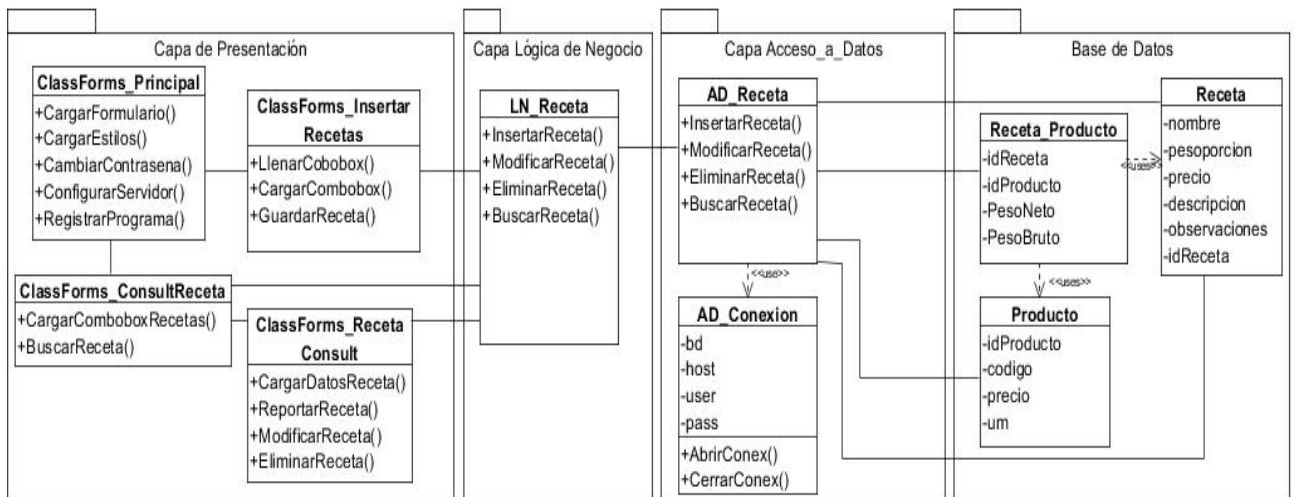 Capa de Presentación
ClassForms_Principal
+CargarFormulario()
+CargarEstilos()
+CambiarContrasena()
+ConfigurarServidor()
+RegistrarPrograma()
ClassForms_Insertar
Recetas
+LlenarCobobox()
+CargarCombobox()
+GuardarReceta()
ClassForms_ConsultReceta
+CargarComboboxRecetas()
+BuscarReceta()
ClassForms_Receta
Consult
+CargarDatosReceta()
+ReportarReceta()
+ModificarReceta()
+EliminarReceta()
Capa Lógica de Negocio
LN_Receta
+InsertarReceta()
+ModificarReceta()
+EliminarReceta()
+BuscarReceta()
Capa Acceso_a_Datos
AD_Receta
+InsertarReceta()
+ModificarReceta()
+EliminarReceta()
+BuscarReceta()
<<use>>
AD_Conexion
-bd
-host
-user
-pass
+AbrirConex()
+CerrarConex()
Base de Datos
Receta_Producto
-idReceta
-idProducto
-PesoNeto
-PesoBruto
<<uses>>
Receta
-nombre
-pesoporcion
-precio
-descripcion
-observaciones
-idReceta
<<uses>>
Producto
-idProducto
-codigo
-precio
-um